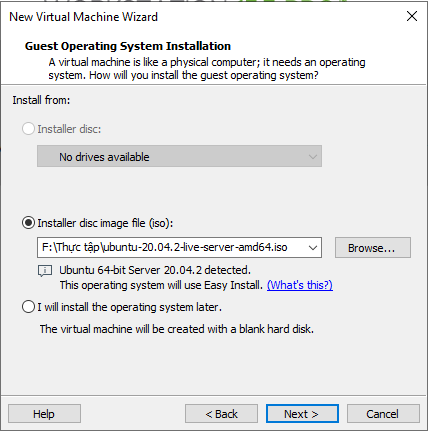 New Virtual Machine Wizard
Guest Operating System Installation
A virtual machine is like a physical computer; it needs an operating
system. How will you install the guest operating system?
Install from:
Installer disc:
No drives available
Installer disc image file (iso):
F:\Thực tập\ubuntu-20.04.2-live-server-amd64.iso
Browse...
Ubuntu 64-bit Server 20.04.2 detected.
This operating system will use Easy Install. (What's this?)
I will install the operating system later.
The virtual machine will be created with a blank hard disk.
Help
< Back
Next >
Cancel